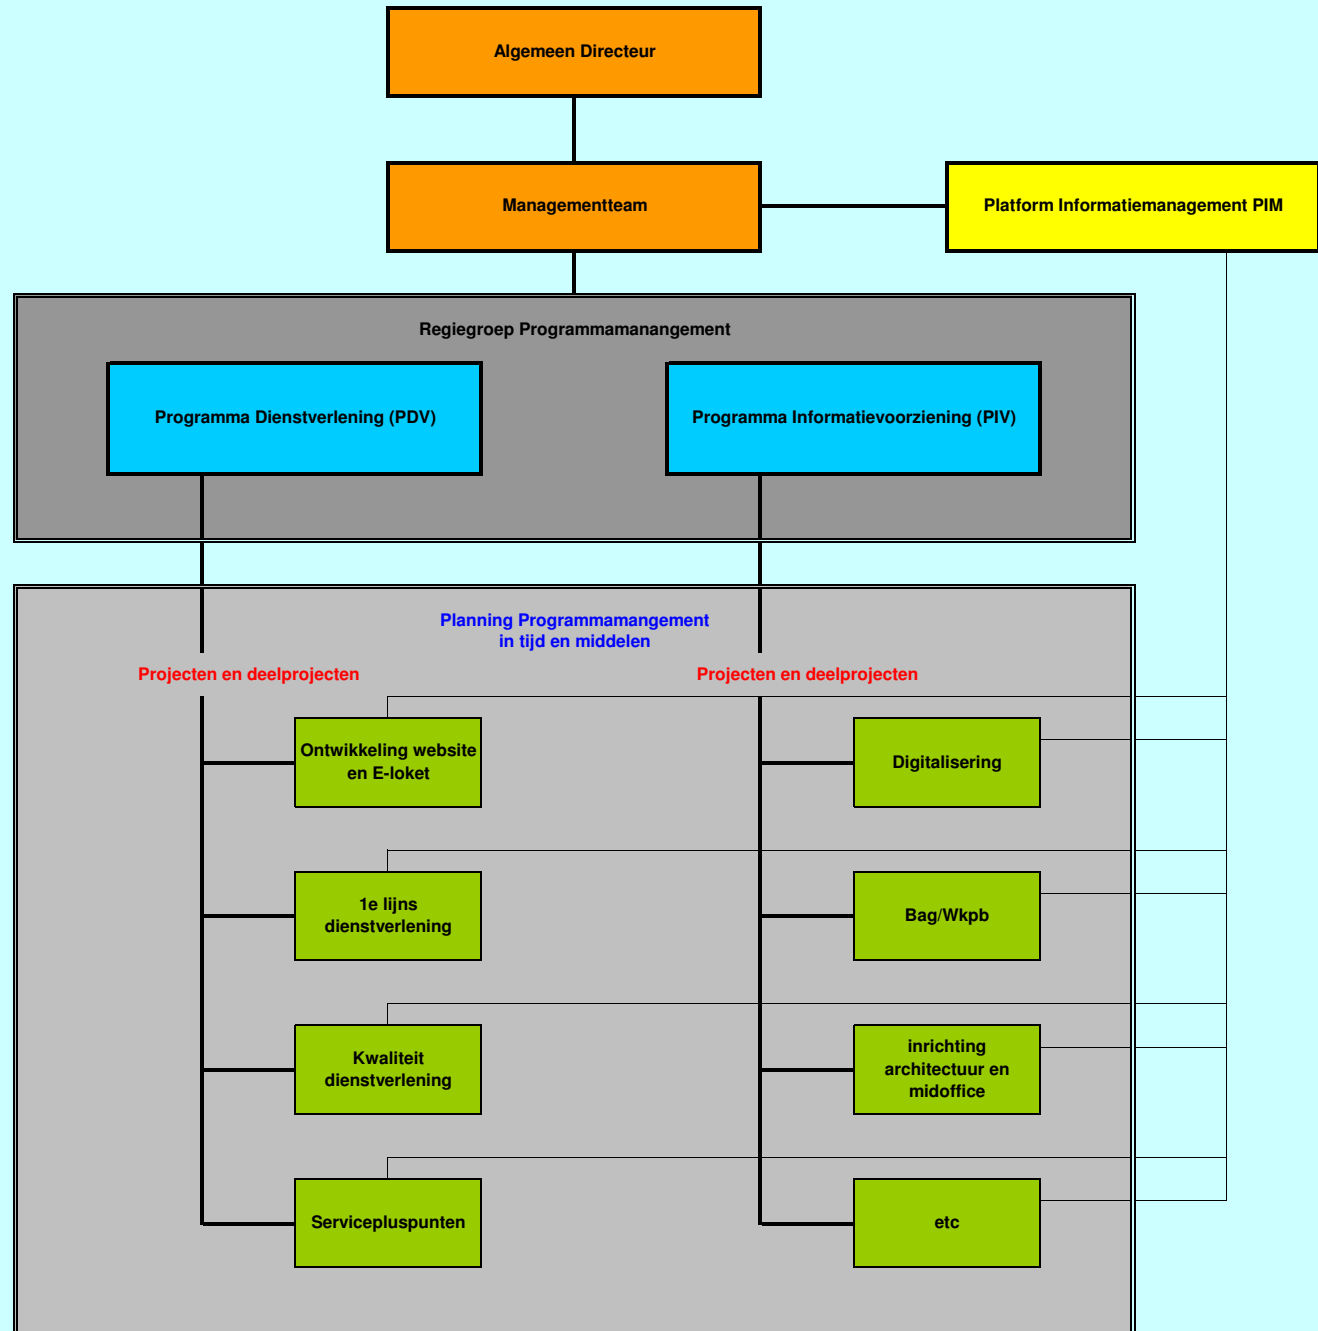 Algemeen Directeur
Managementteam
Platform Informatiemanagement PIM
Regiegroep Programmamanangement
Programma Dienstverlening (PDV)
Programma Informatievoorziening (PIV)
Planning Programmamangement
in tijd en middelen
Projecten en deelprojecten
Projecten en deelprojecten
Ontwikkeling website
en E-loket
Digitalisering
1e lijns
dienstverlening
Bag/Wkpb
Kwaliteit
dienstverlening
inrichting
architectuur en
midoffice
Servicepluspunten
etc